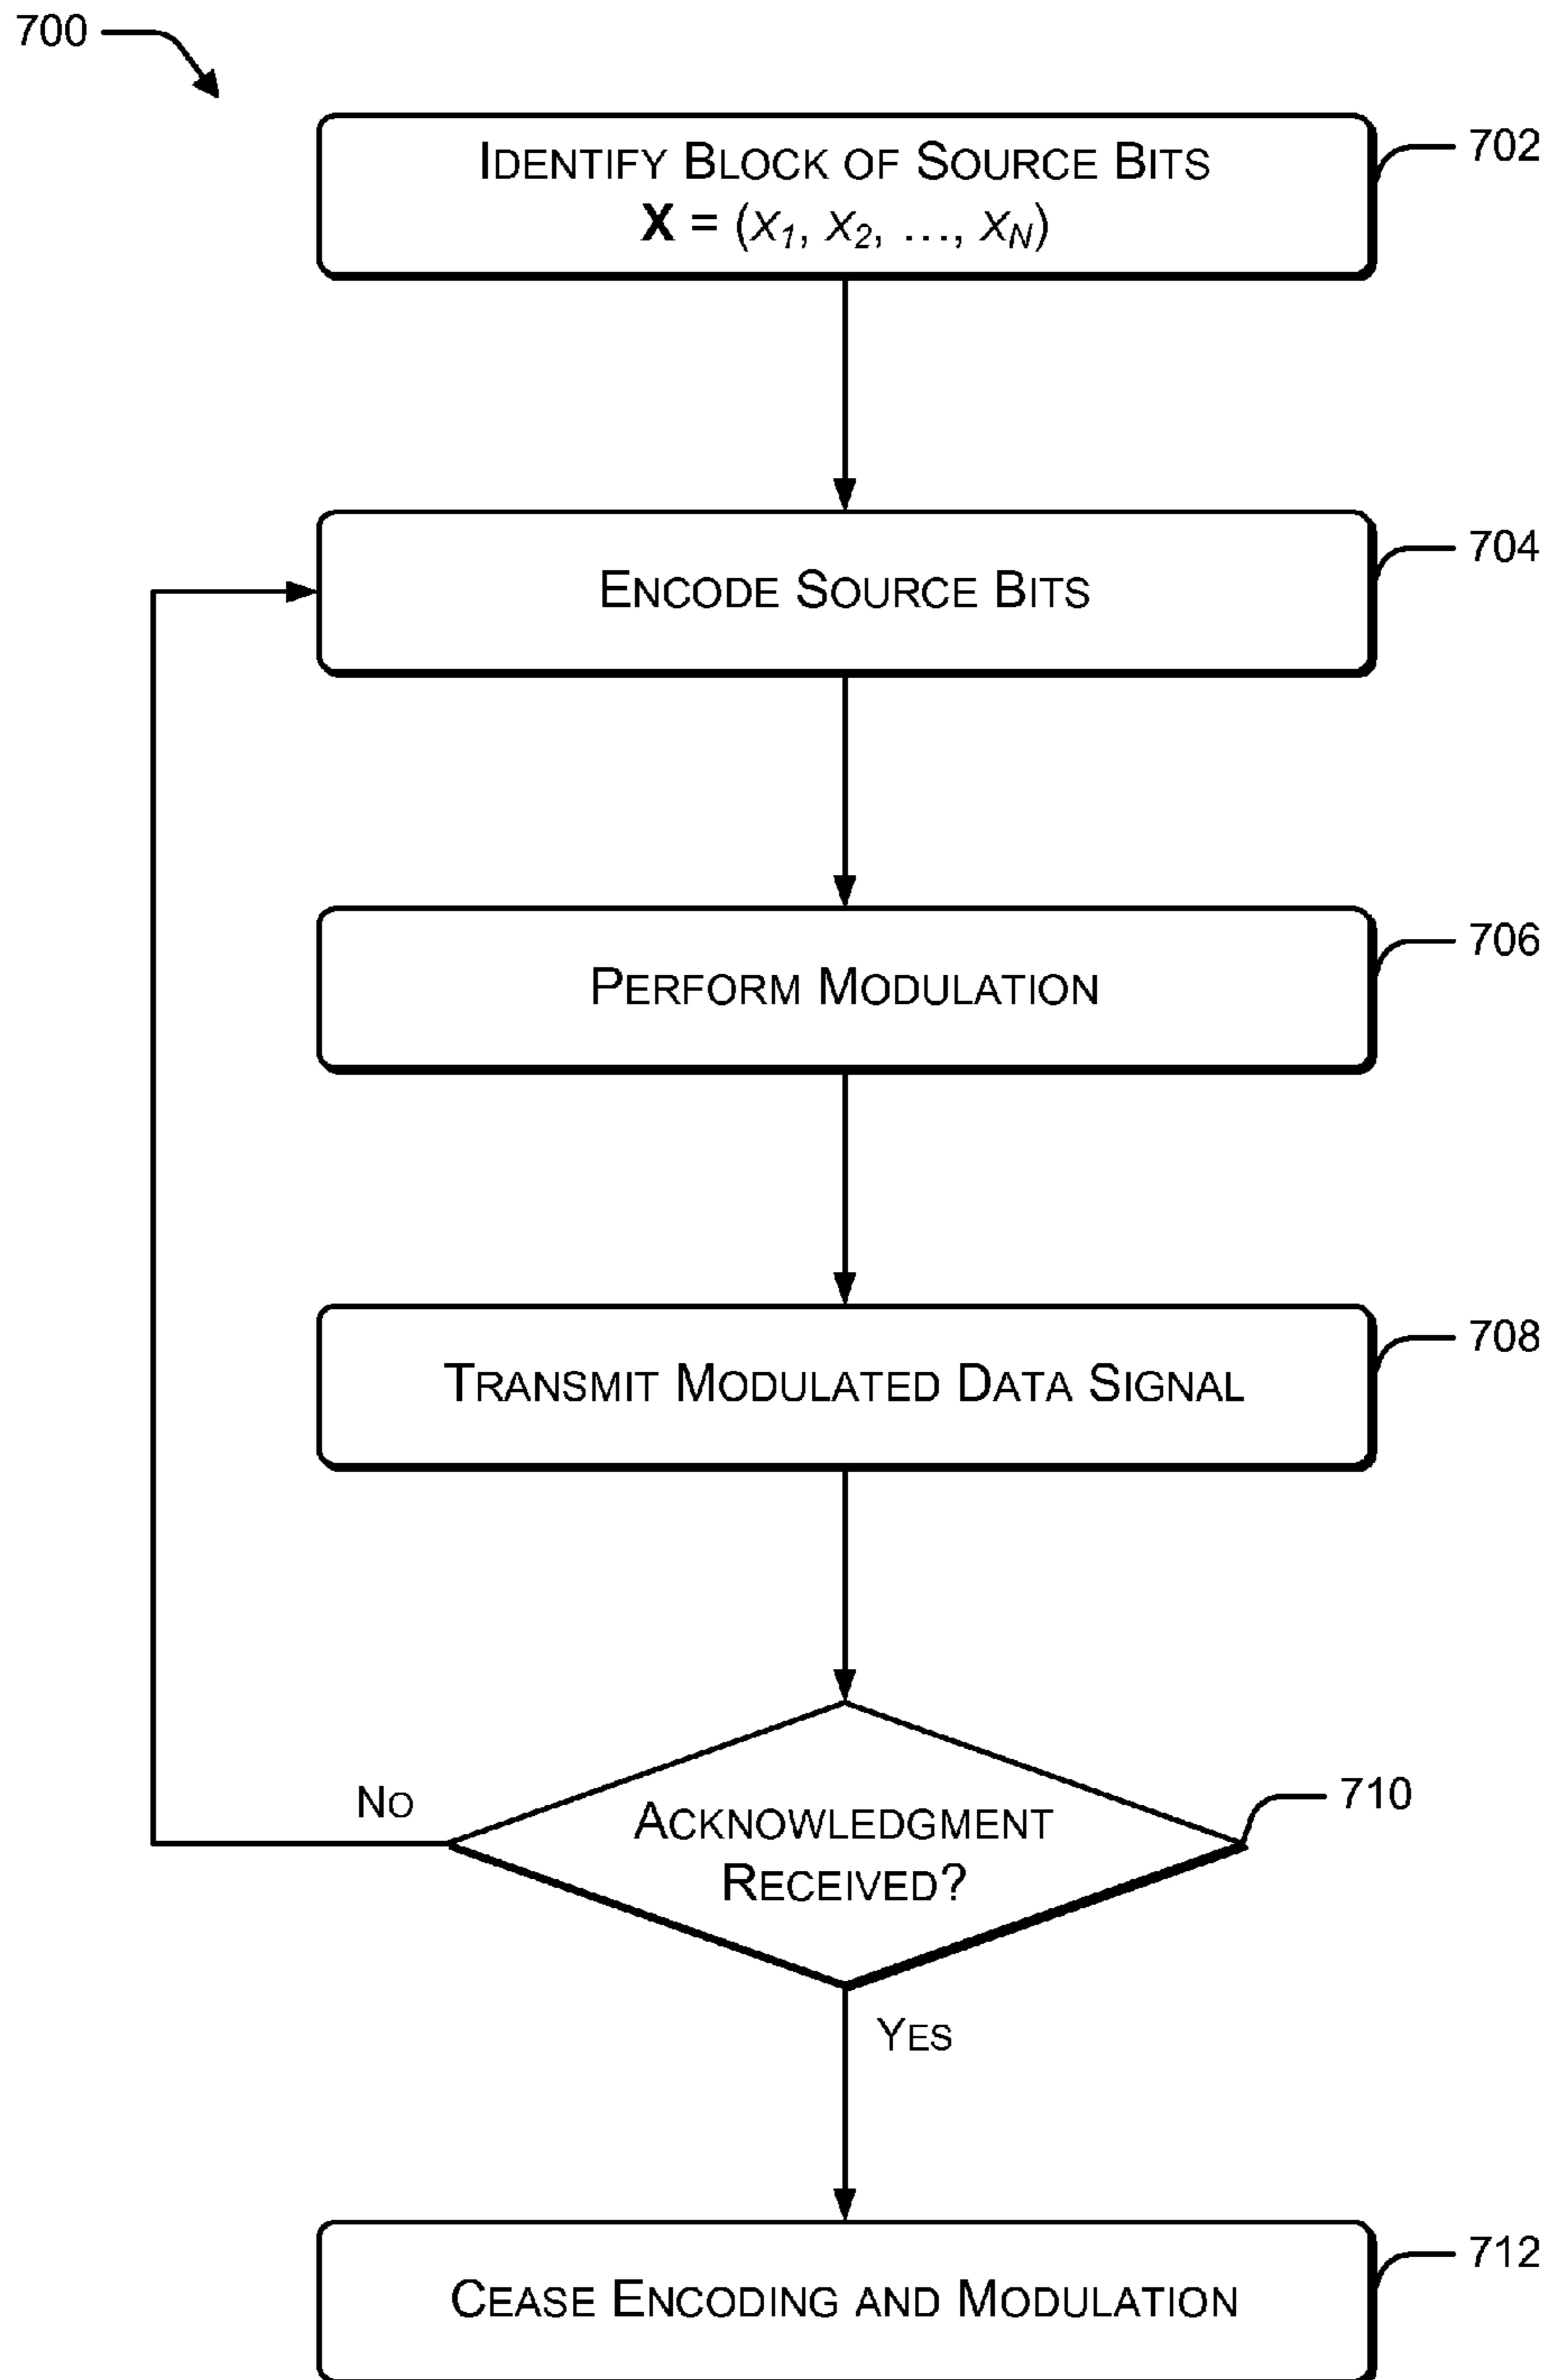 700
IDENTIFY BLOCK OF SOURCE BITS
X = (x1, x2, ..., xN)
702
ENCODE SOURCE BITS
704
PERFORM MODULATION
706
TRANSMIT MODULATED DATA SIGNAL
708
NO
ACKNOWLEDGMENT
RECEIVED?
710
YES
CEASE ENCODING AND MODULATION
712